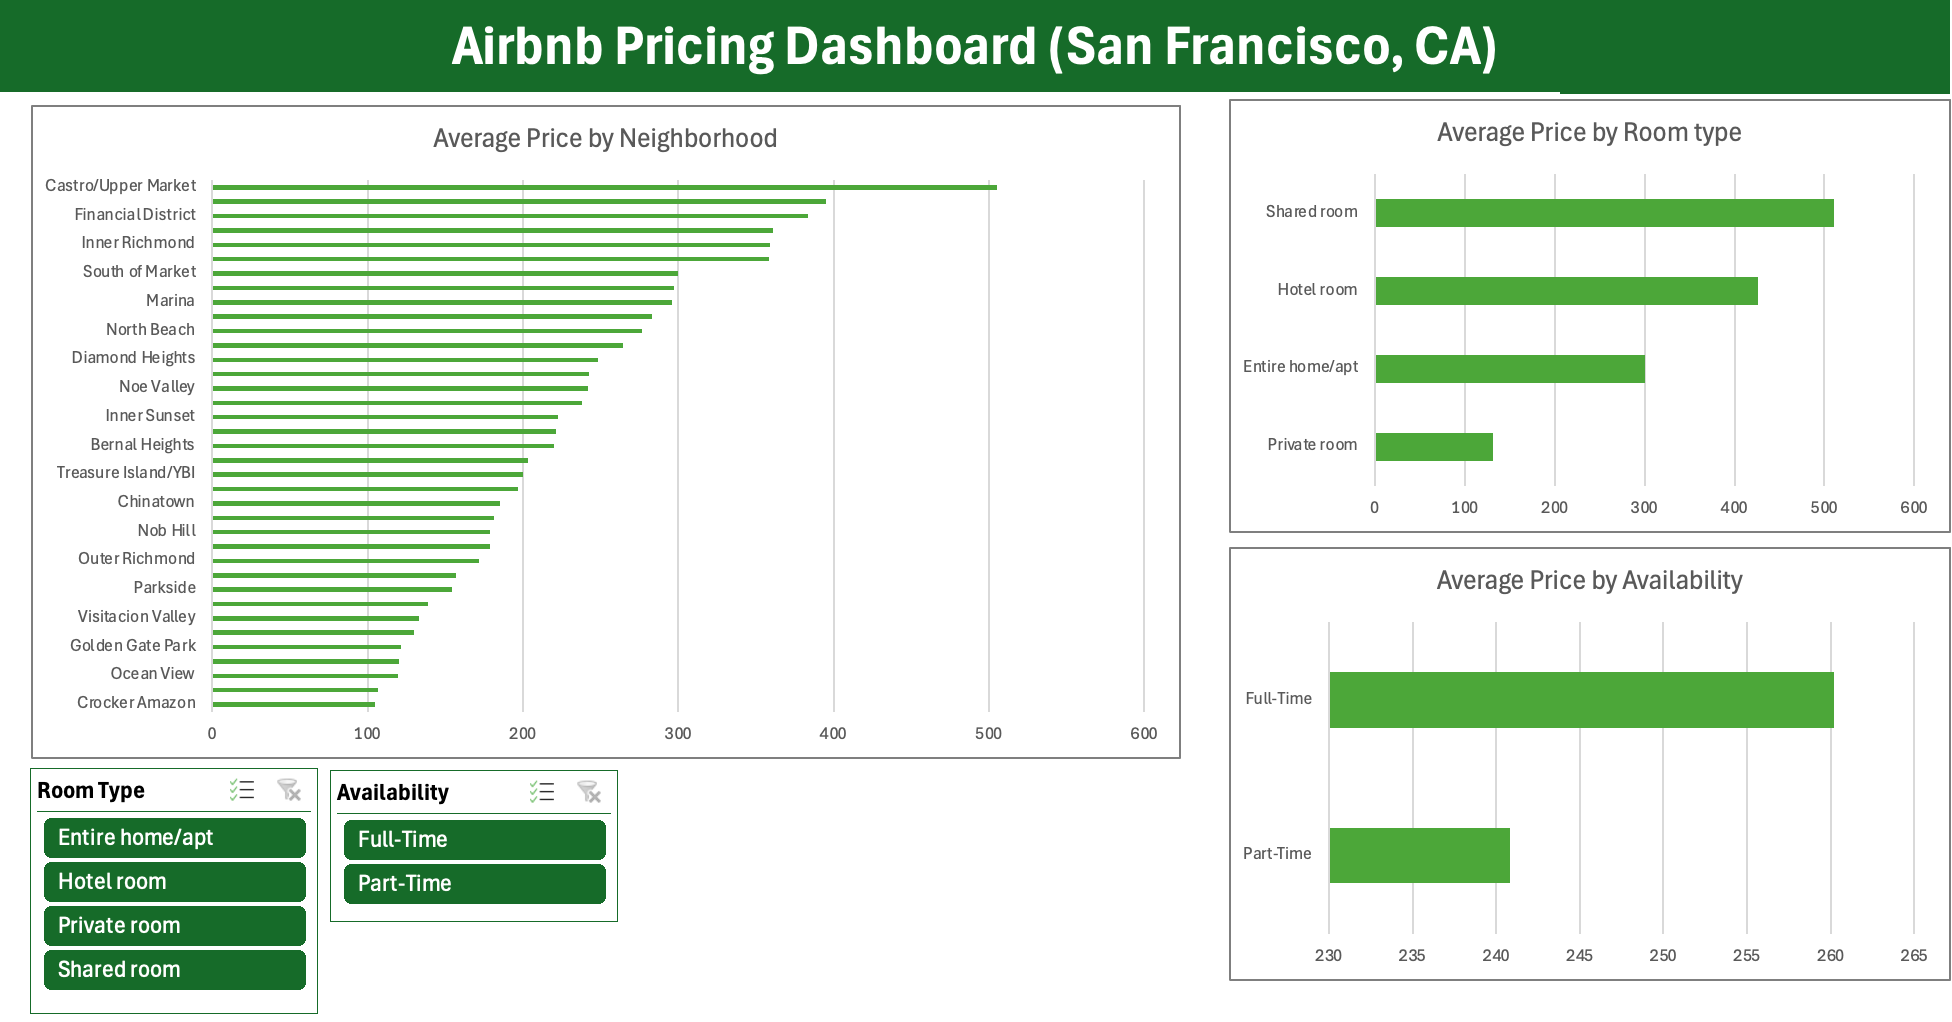 Airbnb Pricing Dashboard (San Francisco, CA)
Average Price by Neighborhood
Castro/Upper Market
Financial District
Inner Richmond
South of Market
Marina
North Beach
Diamond Heights
Noe Valley
Inner Sunset
Bernal Heights
Treasure Island/YBI
Chinatown
Nob Hill
Outer Richmond
Parkside
Visitacion Valley
Golden Gate Park
Ocean View
Crocker Amazon
0 100 200 300 400 500 600
Average Price by Room type
Shared room
Hotel room
Entire home/apt
Private room
0 100 200 300 400 500 600
Average Price by Availability
Full-Time
Part-Time
230 235 240 245 250 255 260 265
Room Type
Entire home/apt
Hotel room
Private room
Shared room
Availability
Full-Time
Part-Time